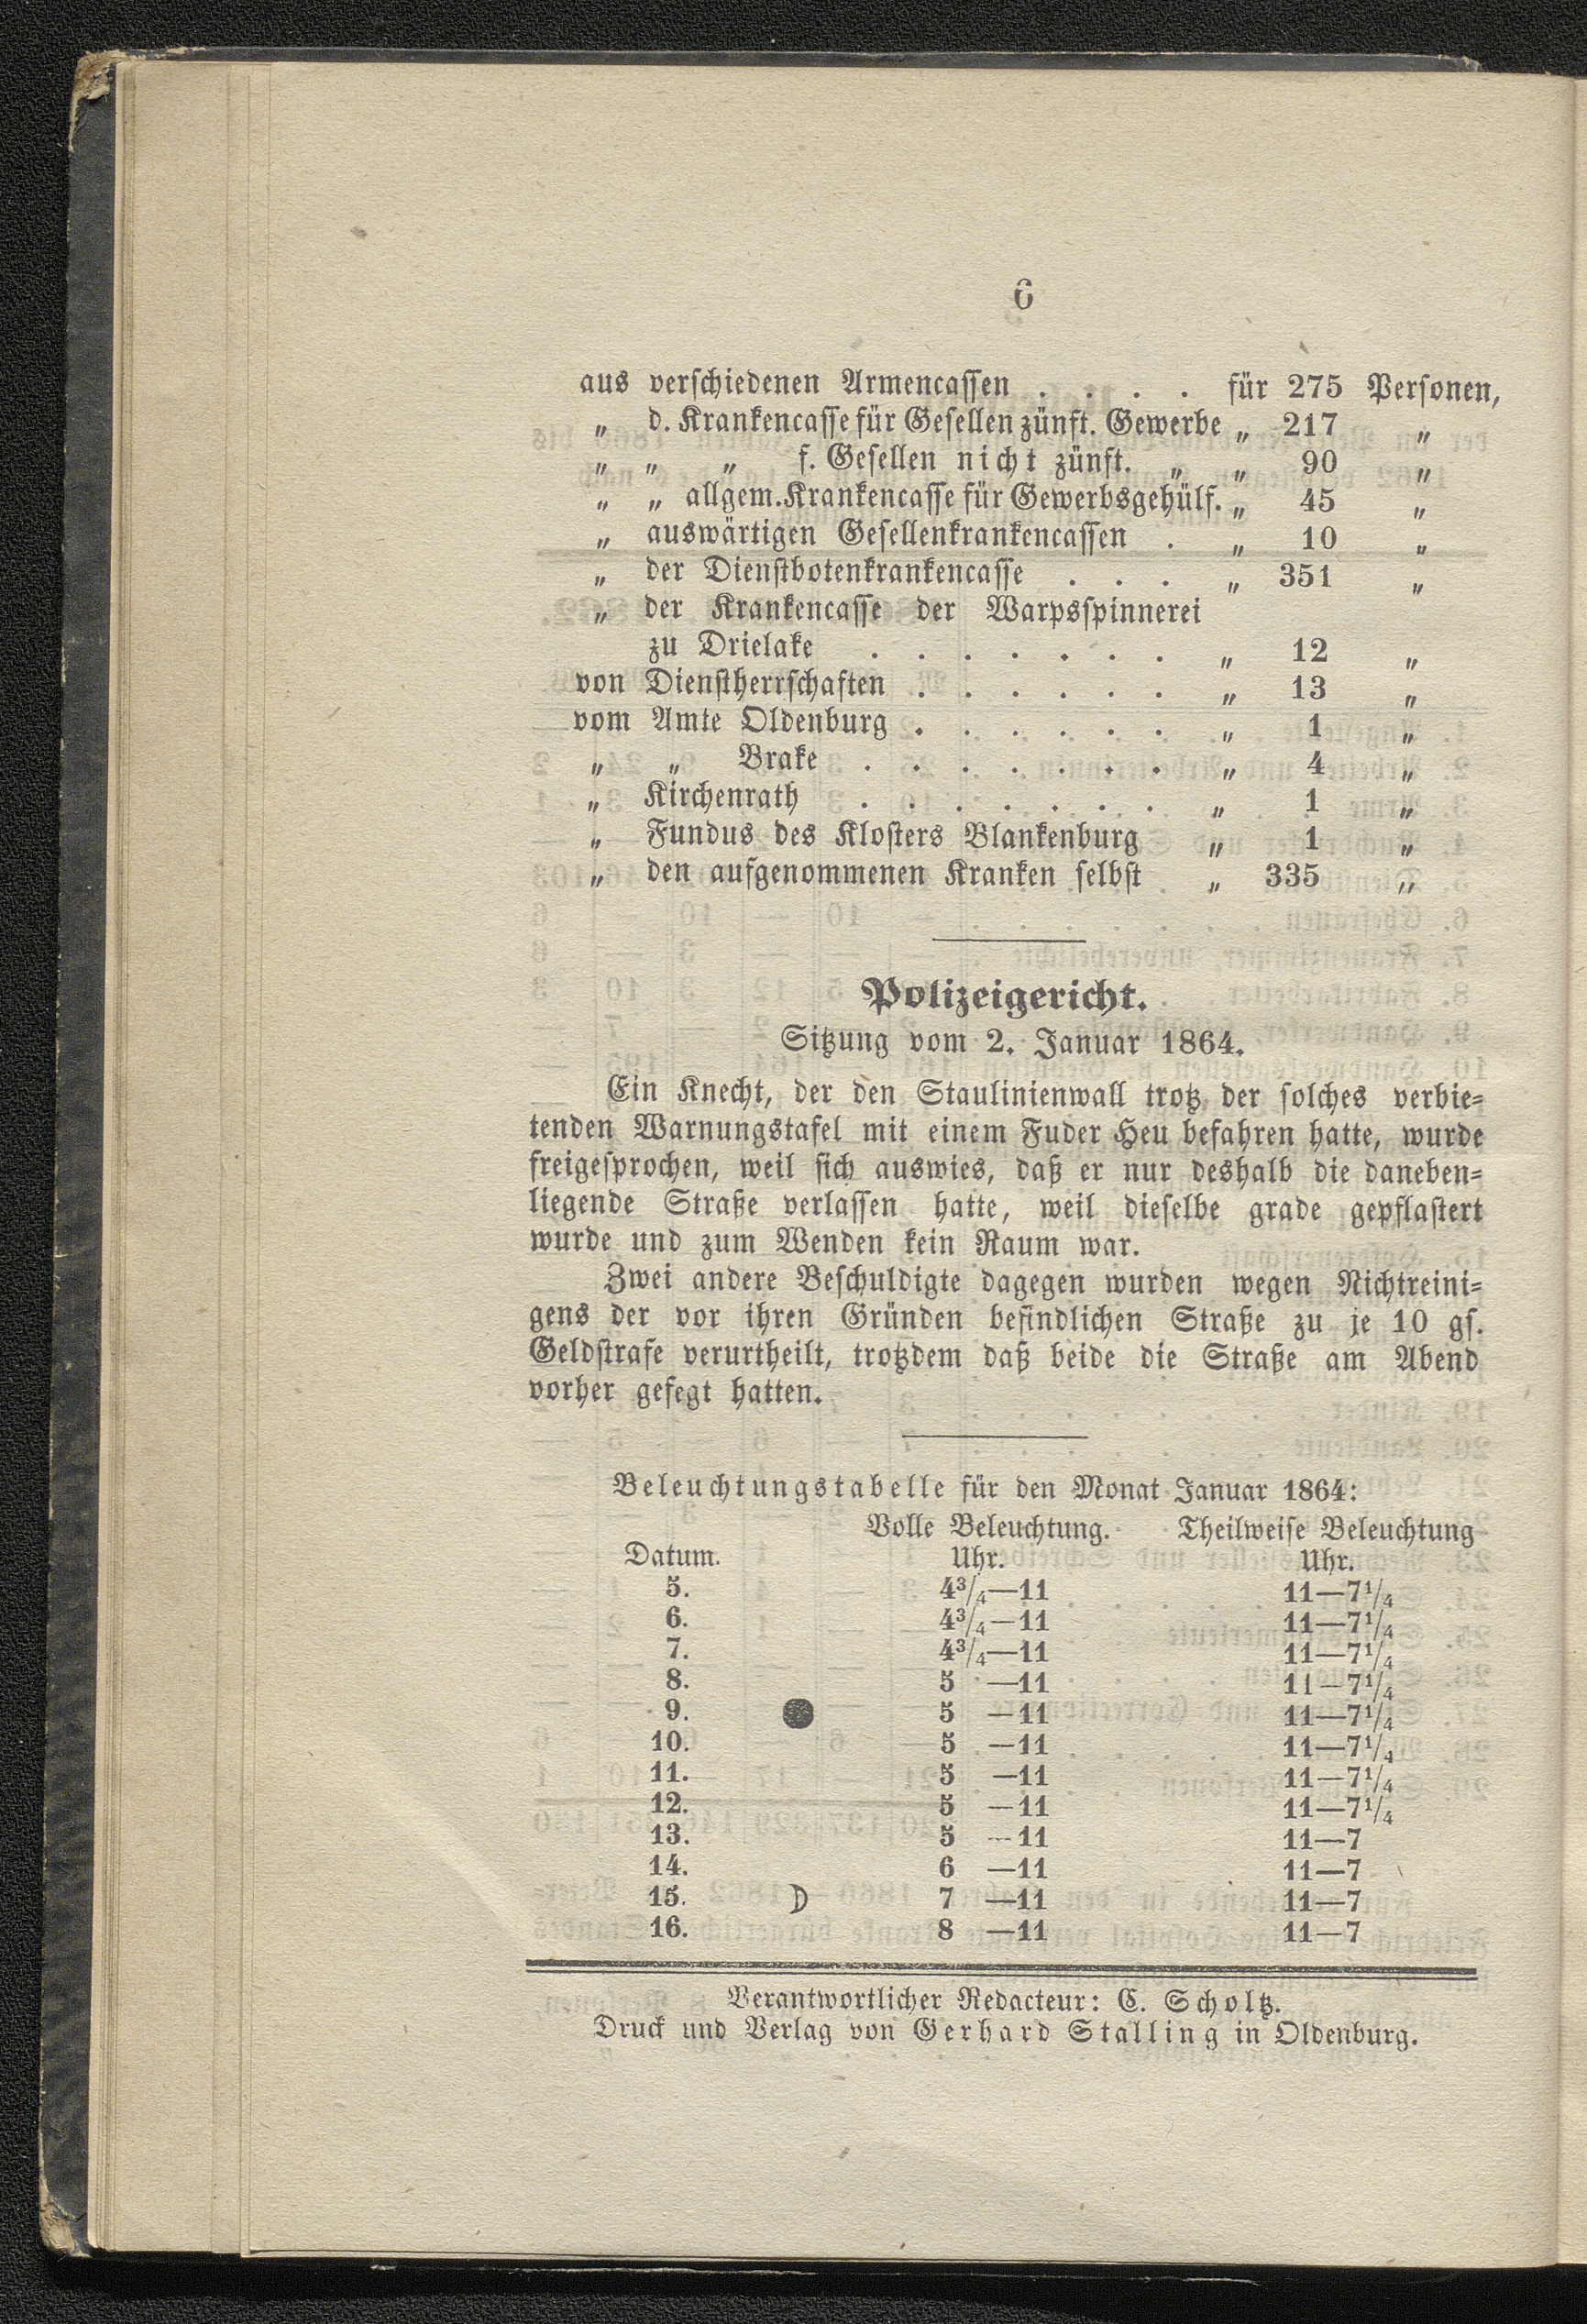 6
aus verschiedenen Armencassen . . . . für 275 Personen,
„ d. Krankencasse für Gesellen zünft. Gewerbe „ 217 „
„ „ „ f. Gesellen nicht zünft. „ „ 90 „
„ „ allgem. Krankencasse für Gewerbsgehülf. „ 45 „
„ auswärtigen Gesellenkrankencassen . „ 10 „
„ der Dienstbotenkrankencasse . . . „ 351 „
„ der Krankencasse der Warpsspinnerei
zu Drielake . . . . . . . „ 12 „
von Dienstherrschaften . . . . . . „ 13 „
vom Amte Oldenburg . . . . . . „ 1 „
„ „ Brake . . . . . . . „ 4 „
„ Kirchenrath . . . . . . . „ 1 „
„ Fundus des Klosters Blankenburg „ 1 „
„ den aufgenommenen Kranken selbst „ 335 „
Polizeigericht.
Sitzung vom 2. Januar 1864.
Ein Knecht, der den Staulinienwall trotz der solches verbie-
tenden Warnungstafel mit einem Fuder Heu befahren hatte, wurde
freigesprochen, weil sich auswies, daß er nur deshalb die daneben-
liegende Straße verlassen hatte, weil dieselbe grade gepflastert
wurde und zum Wenden kein Raum war.
Zwei andere Beschuldigte dagegen wurden wegen Nichtreini-
gens der vor ihren Gründen befindlichen Straße zu je 10 gs.
Geldstrafe verurtheilt, trotzdem daß beide die Straße am Abend
vorher gefegt hatten.
Beleuchtungstabelle für den Monat Januar 1864:
Volle Beleuchtung. Theilweise Beleuchtung
Datum. Uhr. Uhr.
5. 4¾—11 11—7¼
6. 4¾—11 11—7¼
7. 4¾—11 11—7¼
8. 5 —11 11—7¼
9. ● 5 —11 11—7¼
10. 5 —11 11—7¼
11. 5 —11 11—7¼
12. 5 —11 11—7¼
13. 5 —11 11—7
14. 6 —11 11—7
15. ☽ 7 —11 11—7
16. 8 —11 11—7
Verantwortlicher Redacteur: C. Scholtz.
Druck und Verlag von Gerhard Stalling in Oldenburg.